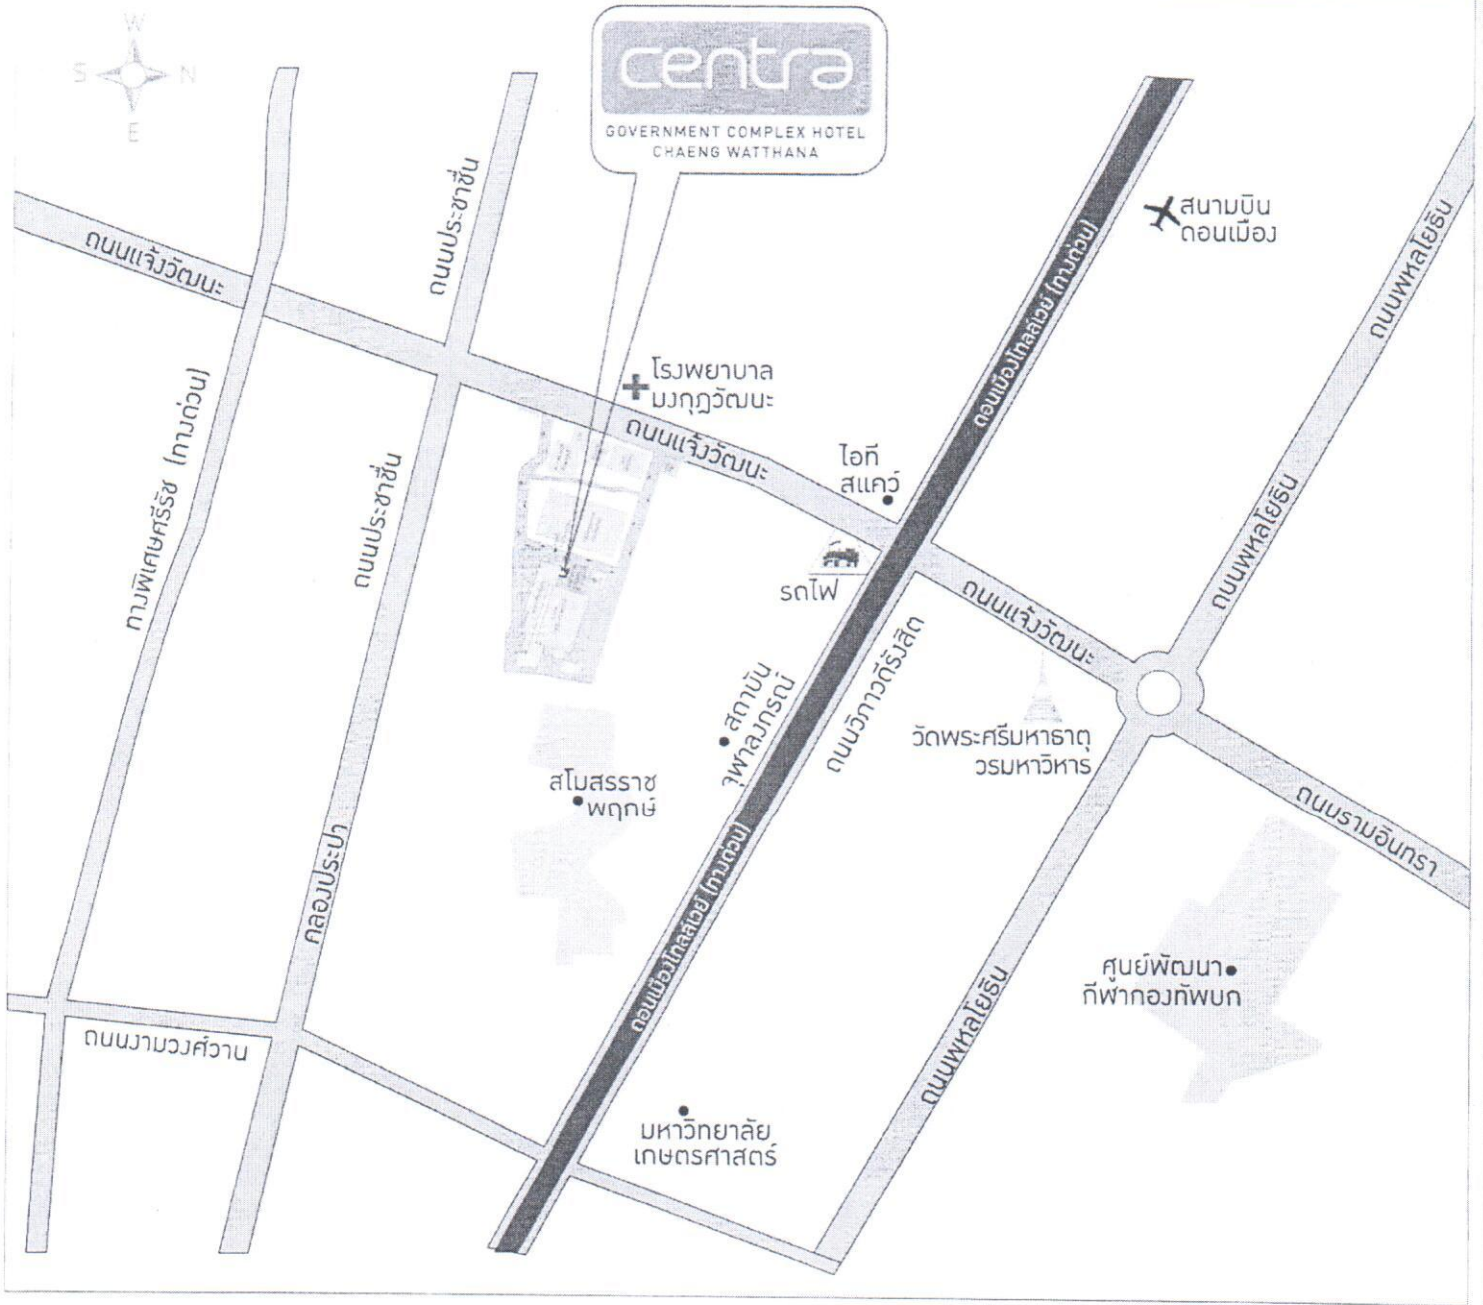 W
S N
E
centra
GOVERNMENT COMPLEX HOTEL
CHAENG WATTHANA
สนามบิน
ดอนเมือง
ถนนแจ้งวัฒนะ
ถนนประชาชื่น
ถนนพหลโยธิน
ดอนเมืองโทลล์เวย์ (ทางด่วน)
โรงพยาบาล
มงกุฎวัฒนะ
ถนนแจ้งวัฒนะ
ไอที
สแควร์
ทางพิเศษศรีรัช (ทางด่วน)
ถนนประชาชื่น
ถนนพหลโยธิน
รถไฟ
ถนนแจ้งวัฒนะ
สถาบัน
จุฬาลงกรณ์
ถนนวิภาวดีรังสิต
วัดพระศรีมหาธาตุ
วรมหาวิหาร
สโมสรราช
พฤกษ์
ถนนรามอินทรา
คลองประปา
ดอนเมืองโทลล์เวย์ (ทางด่วน)
ศูนย์พัฒนา
กีฬากองทัพบก
ถนนพหลโยธิน
ถนนงามวงศ์วาน
มหาวิทยาลัย
เกษตรศาสตร์